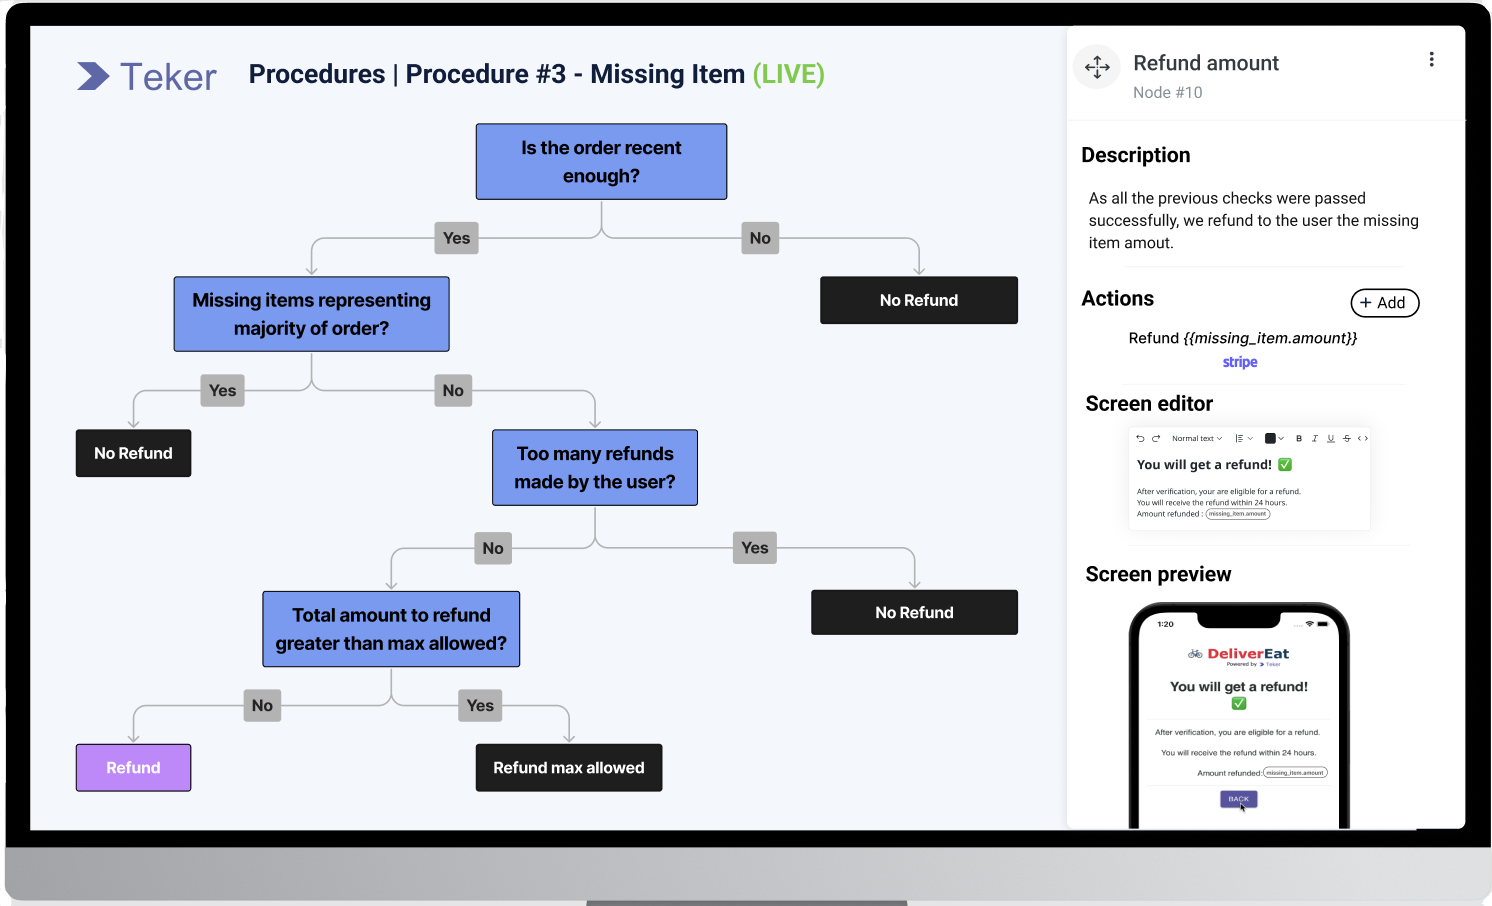 Teker
Procedures | Procedure #3 - Missing Item (LIVE)
Is the order recent
enough?
Yes
No
Missing items representing
majority of order?
No Refund
Yes
No
No Refund
Too many refunds
made by the user?
No
Yes
Total amount to refund
greater than max allowed?
No Refund
No
Yes
Refund
Refund max allowed
Refund amount
Node #10
Description
As all the previous checks were passed
successfully, we refund to the user the missing
item amout.
Actions
+ Add
Refund {{missing_item.amount}}
stripe
Screen editor
Normal text
B I U S < >
You will get a refund! ✅
After verification, your are eligible for a refund.
You will receive the refund within 24 hours.
Amount refunded : missing_item.amount
Screen preview
1:20
DeliverEat
Powered by Teker
You will get a refund!
✅
After verification, you are eligible for a refund.
You will receive the refund within 24 hours.
Amount refunded: missing_item.amount
BACK